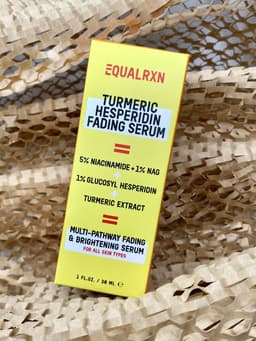 EQUALRXN
TURMERIC
HESPERIDIN
FADING SERUM
=
5% NIACINAMIDE + 1% NAG
+
1% GLUCOSYL HESPERIDIN
+
TURMERIC EXTRACT
=
MULTI-PATHWAY FADING
& BRIGHTENING SERUM
FOR ALL SKIN TYPES
1 FL.OZ. / 30 ML ℮